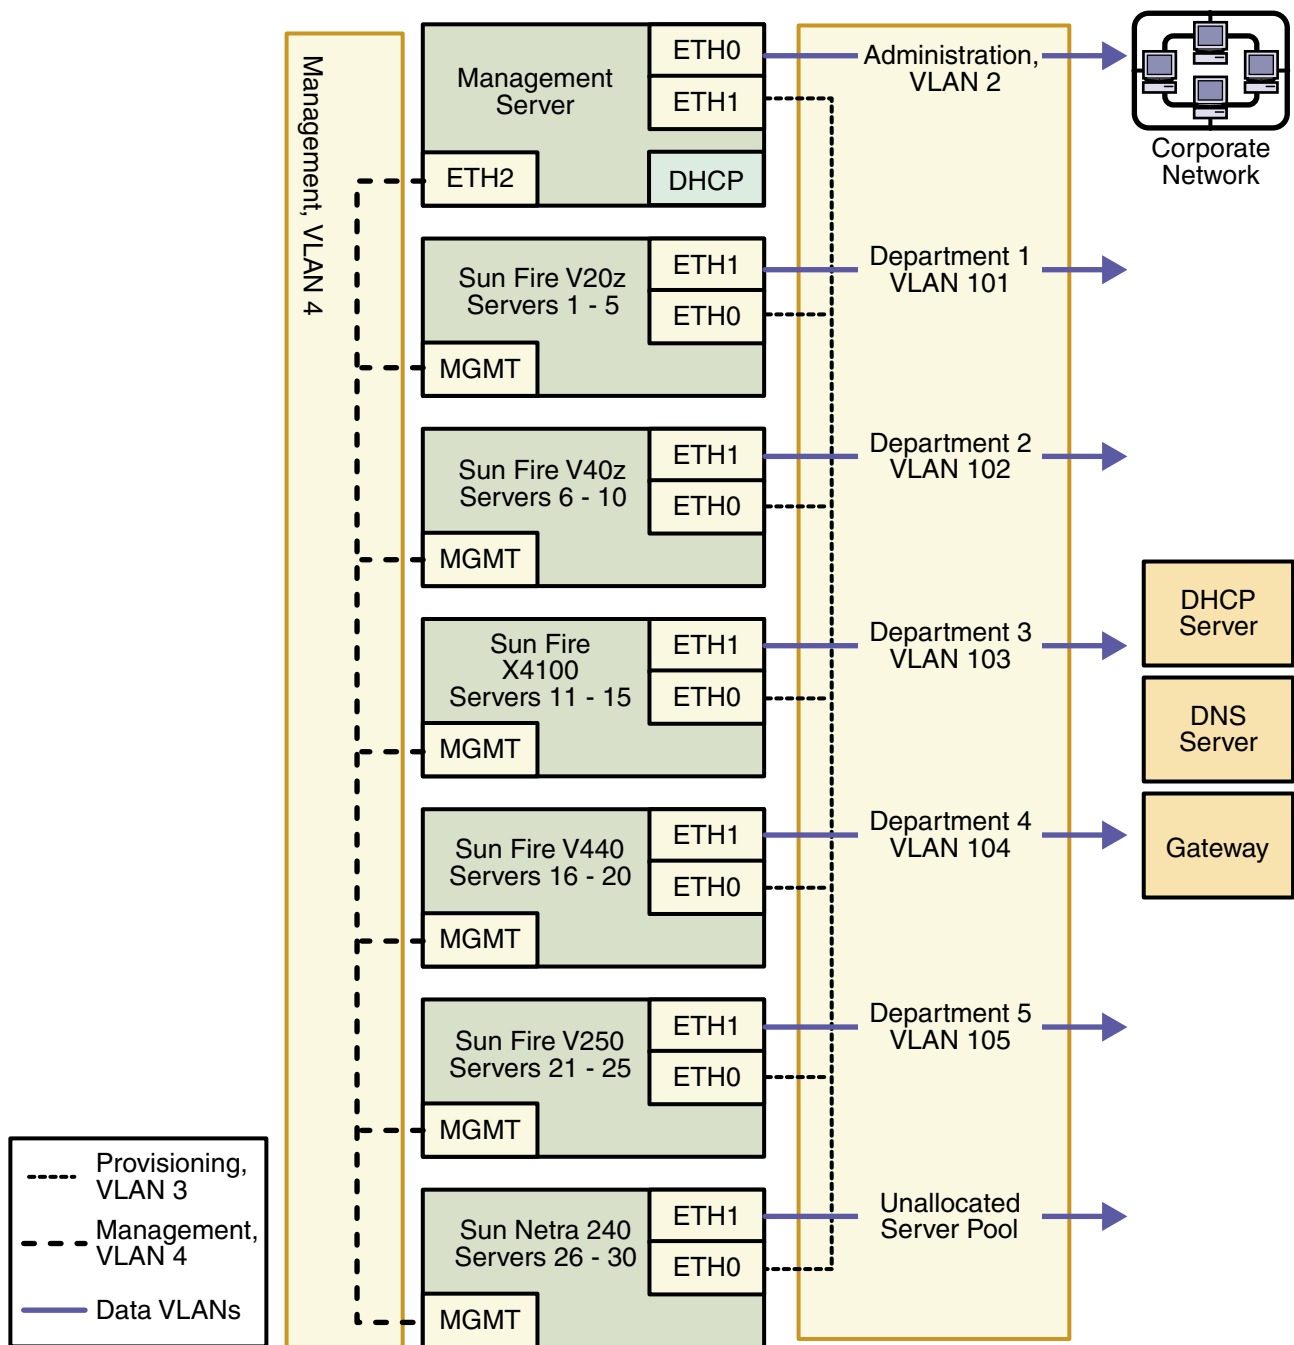 Management, VLAN 4
Management
Server
ETH0
ETH1
ETH2
DHCP
Administration,
VLAN 2
Corporate
Network
Sun Fire V20z
Servers 1 - 5
ETH1
ETH0
MGMT
Department 1
VLAN 101
Sun Fire V40z
Servers 6 - 10
ETH1
ETH0
MGMT
Department 2
VLAN 102
Sun Fire
X4100
Servers 11 - 15
ETH1
ETH0
MGMT
Department 3
VLAN 103
DHCP
Server
DNS
Server
Gateway
Sun Fire V440
Servers 16 - 20
ETH1
ETH0
MGMT
Department 4
VLAN 104
Sun Fire V250
Servers 21 - 25
ETH1
ETH0
MGMT
Department 5
VLAN 105
Sun Netra 240
Servers 26 - 30
ETH1
ETH0
MGMT
Unallocated
Server Pool
Provisioning,
VLAN 3
Management,
VLAN 4
Data VLANs